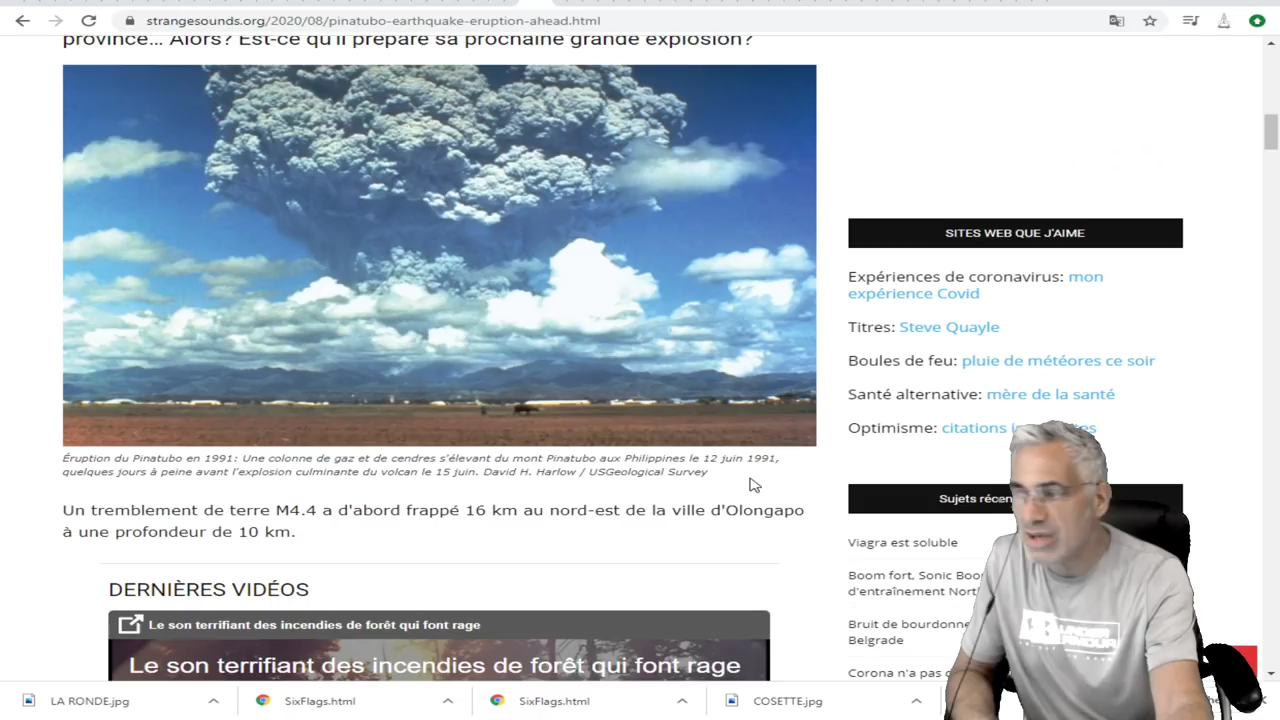 strangesounds.org/2020/08/pinatubo-earthquake-eruption-ahead.html
province... Alors? Est-ce qu'il prépare sa prochaine grande explosion?
Éruption du Pinatubo en 1991: Une colonne de gaz et de cendres s'élevant du mont Pinatubo aux Philippines le 12 juin 1991,
quelques jours à peine avant l'explosion culminante du volcan le 15 juin. David H. Harlow / USGeological Survey
Un tremblement de terre M4.4 a d'abord frappé 16 km au nord-est de la ville d'Olongapo
à une profondeur de 10 km.
DERNIÈRES VIDÉOS
Le son terrifiant des incendies de forêt qui font rage
Le son terrifiant des incendies de forêt qui font rage
SITES WEB QUE J'AIME
Expériences de coronavirus: mon
expérience Covid
Titres: Steve Quayle
Boules de feu: pluie de météores ce soir
Santé alternative: mère de la santé
Optimisme: citations
Sujets récen
Viagra est soluble
Boom fort, Sonic Boo
d'entraînement Nort
Bruit de bourdonne
Belgrade
Corona n'a pas
LA RONDE.jpg
SixFlags.html
SixFlags.html
COSETTE.jpg